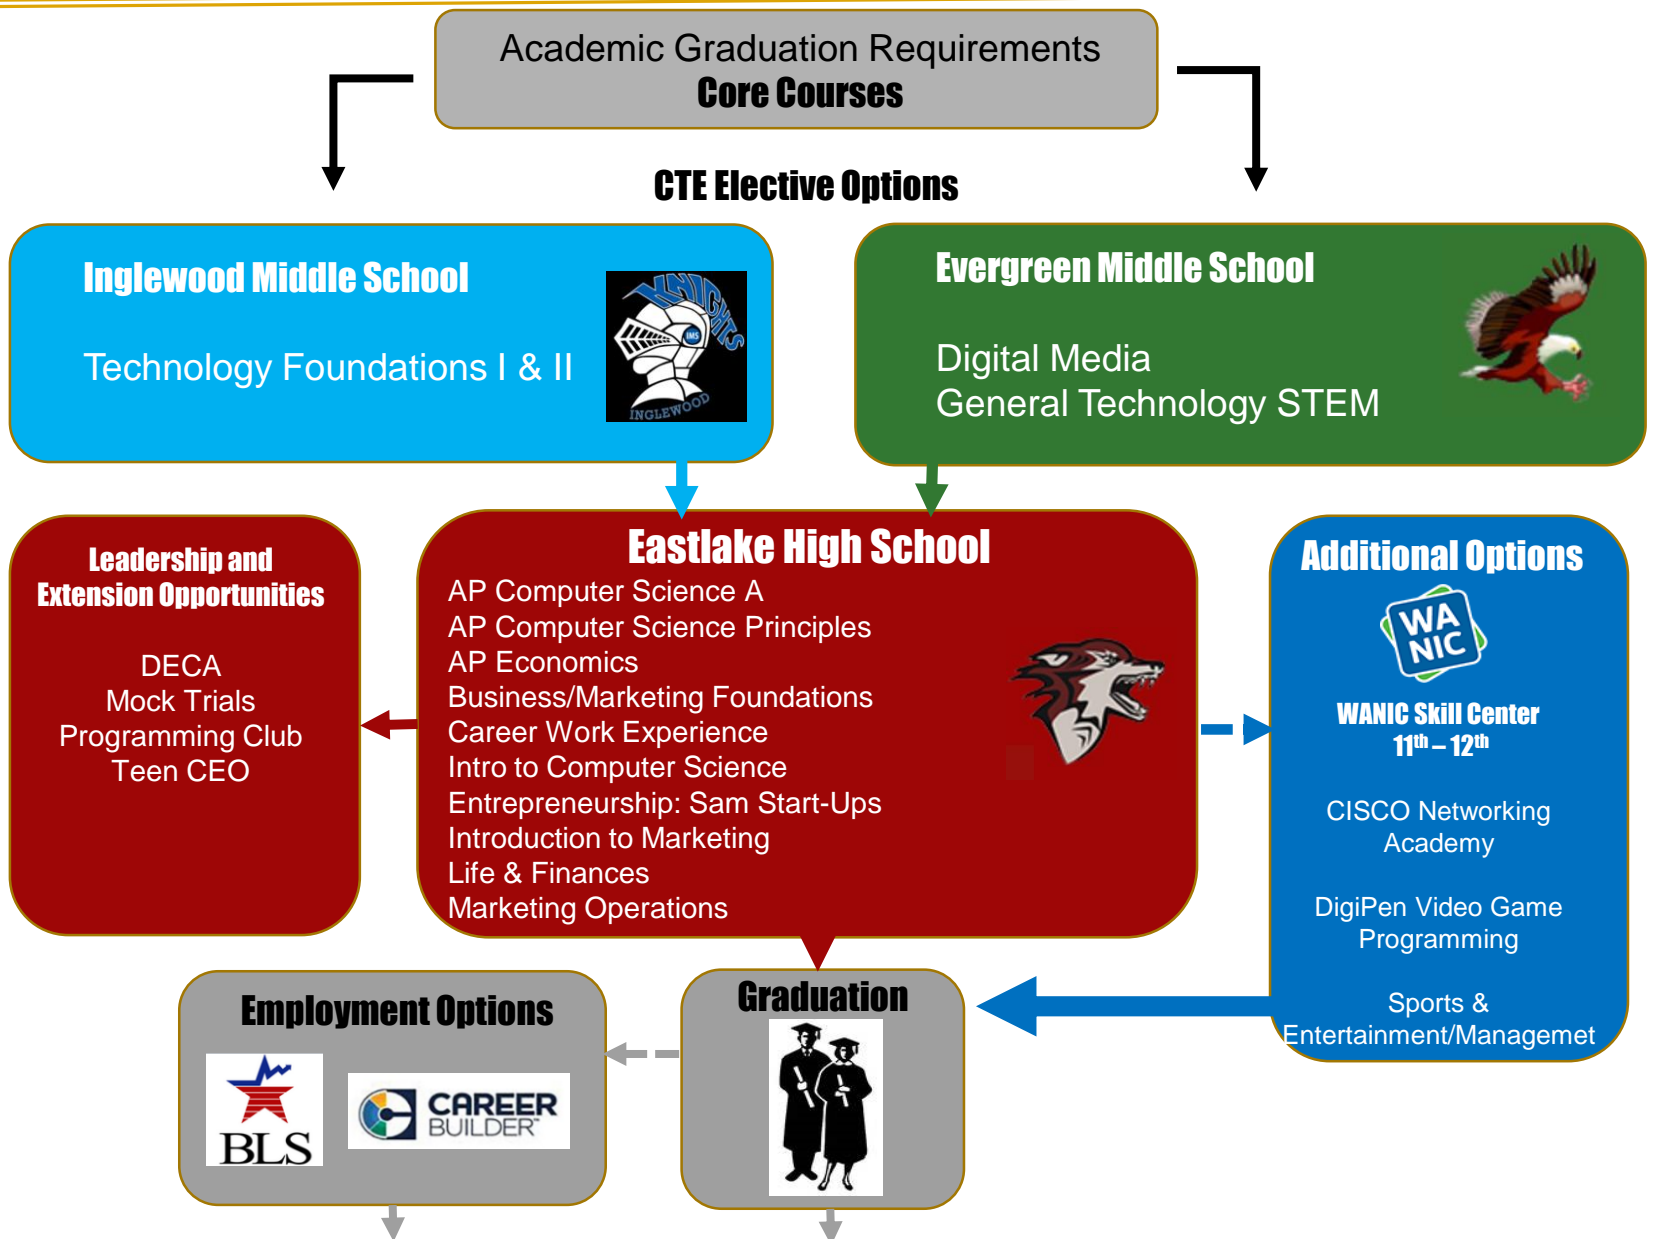 Academic Graduation Requirements
Core Courses
CTE Elective Options
Inglewood Middle School
Technology Foundations I & II
KNIGHTS
IMS
INGLEWOOD
Evergreen Middle School
Digital Media
General Technology STEM
Leadership and
Extension Opportunities
DECA
Mock Trials
Programming Club
Teen CEO
Eastlake High School
AP Computer Science A
AP Computer Science Principles
AP Economics
Business/Marketing Foundations
Career Work Experience
Intro to Computer Science
Entrepreneurship: Sam Start-Ups
Introduction to Marketing
Life & Finances
Marketing Operations
Additional Options
WA
NIC
WANIC Skill Center
11th – 12th
CISCO Networking
Academy
DigiPen Video Game
Programming
Sports &
Entertainment/Managemet
Employment Options
BLS
CAREER
BUILDER™
Graduation